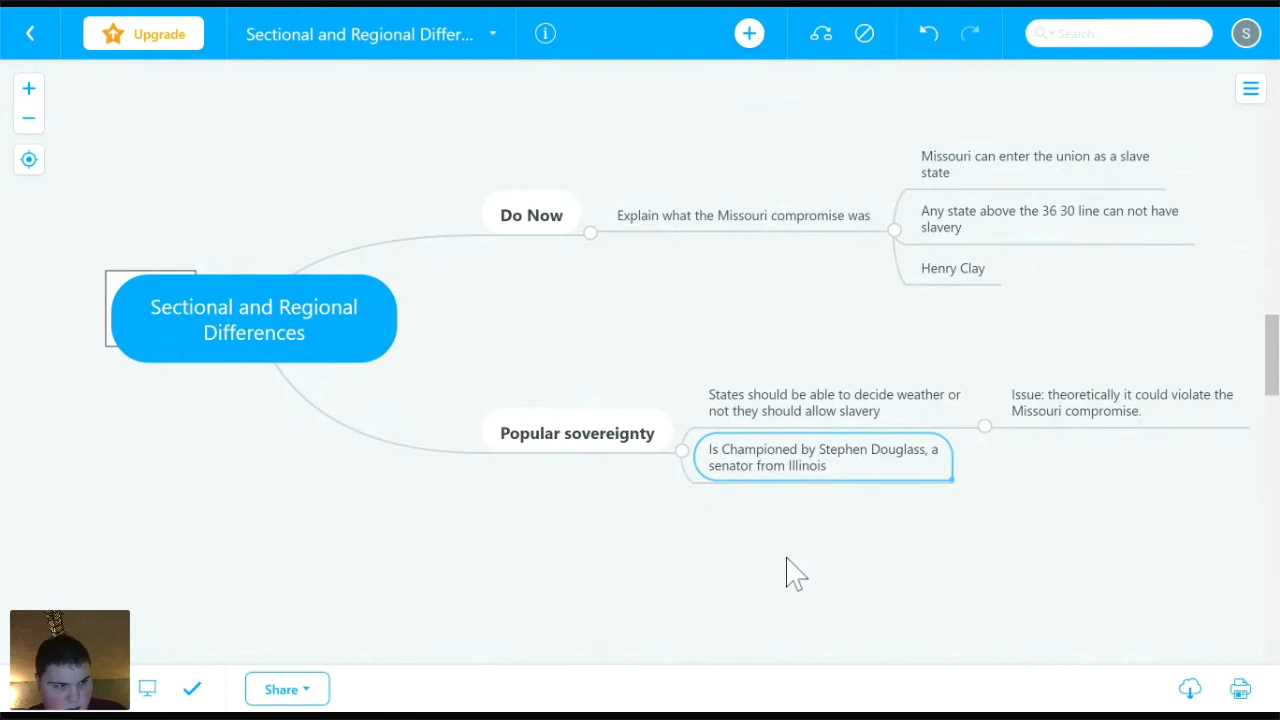 Upgrade
Sectional and Regional Differ...
Search
S
Missouri can enter the union as a slave
state
Do Now
Explain what the Missouri compromise was
Any state above the 36 30 line can not have
slavery
Henry Clay
Sectional and Regional
Differences
Popular sovereignty
States should be able to decide weather or
not they should allow slavery
Issue: theoretically it could violate the
Missouri compromise.
Is Championed by Stephen Douglass, a
senator from Illinois
Share